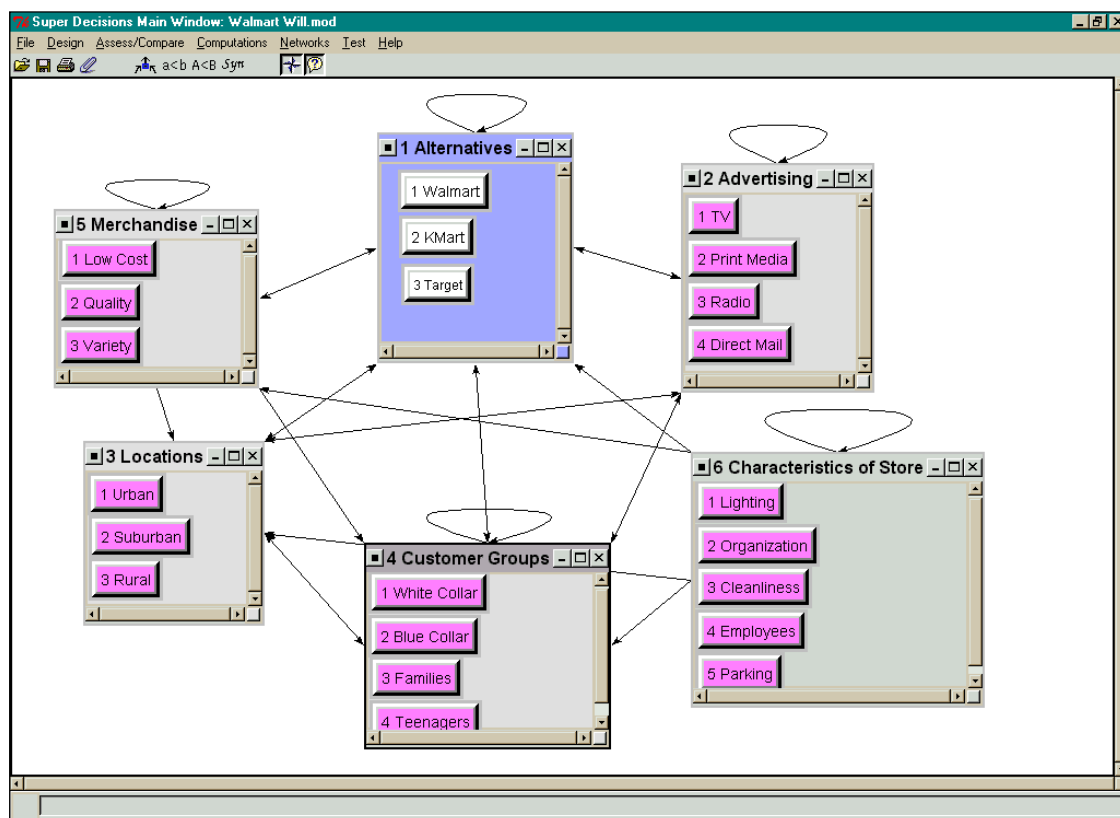 Super Decisions Main Window: Walmart Will.mod
File Design Assess/Compare Computations Networks Test Help
a<b A<B Syn
1 Alternatives
1 Walmart
2 KMart
3 Target
2 Advertising
1 TV
2 Print Media
3 Radio
4 Direct Mail
5 Merchandise
1 Low Cost
2 Quality
3 Variety
3 Locations
1 Urban
2 Suburban
3 Rural
4 Customer Groups
1 White Collar
2 Blue Collar
3 Families
4 Teenagers
6 Characteristics of Store
1 Lighting
2 Organization
3 Cleanliness
4 Employees
5 Parking